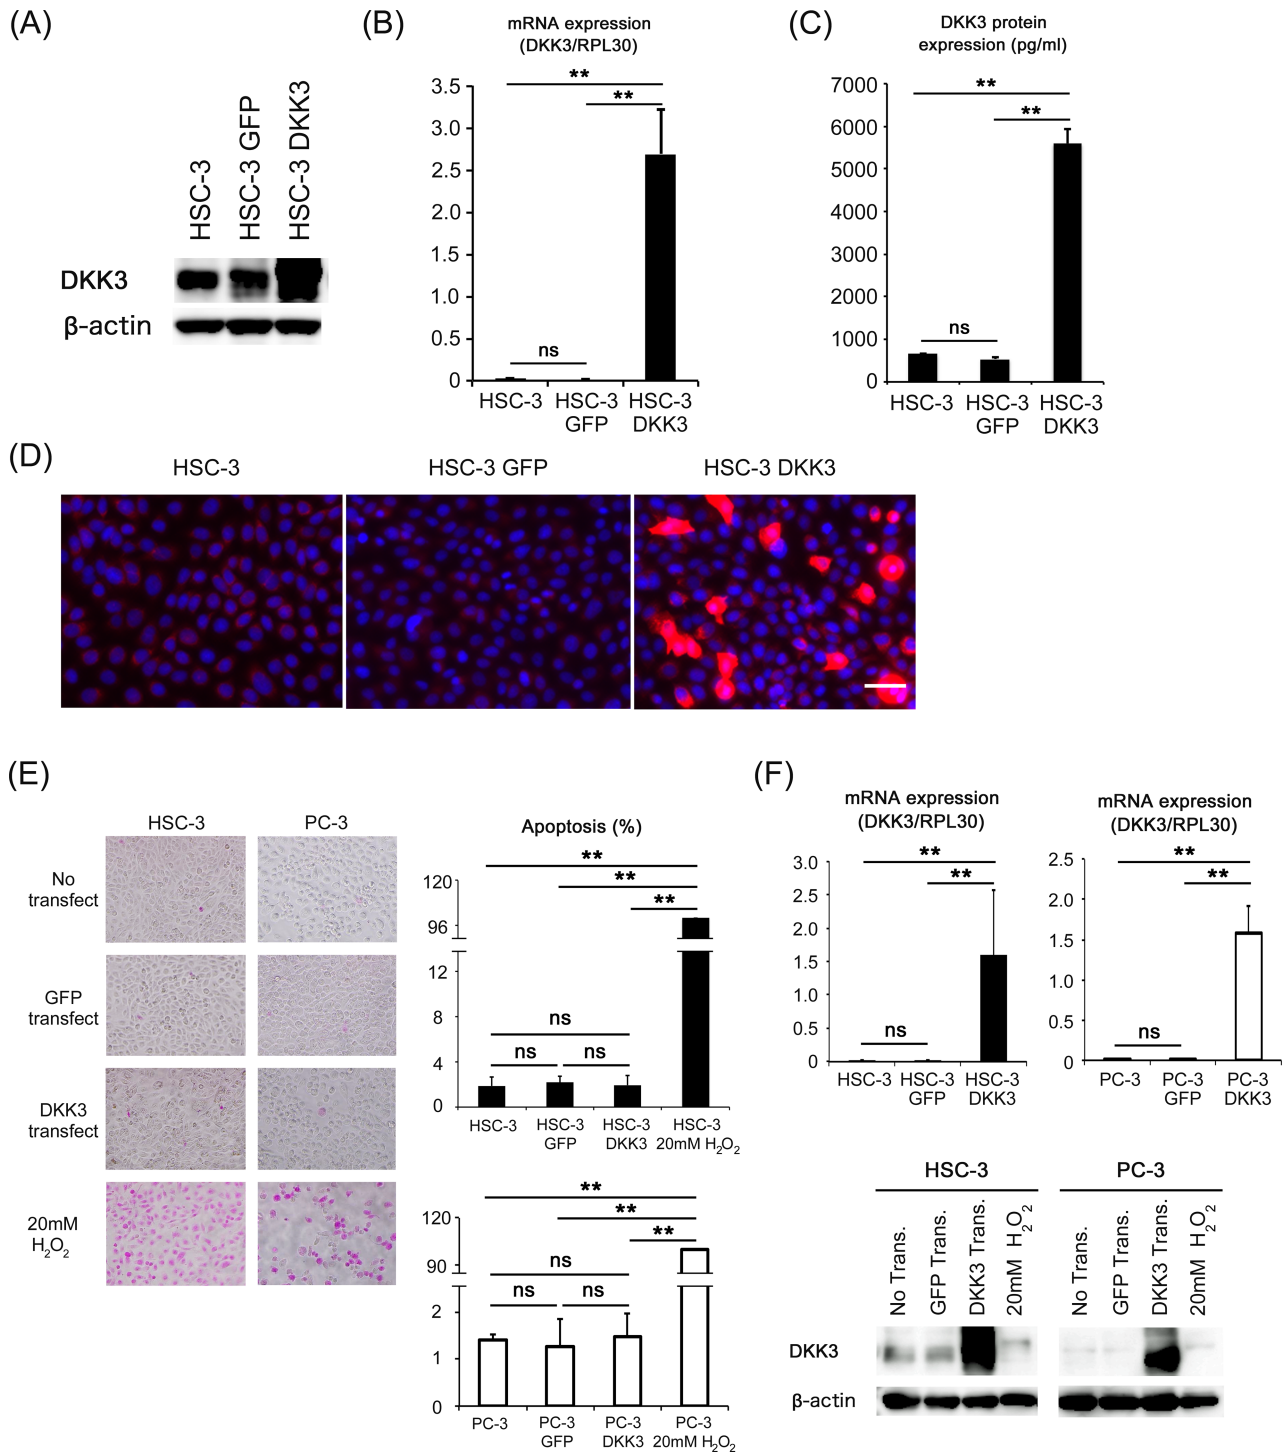 (A)
HSC-3
HSC-3 GFP
HSC-3 DKK3
DKK3
β-actin
(B)
mRNA expression
(DKK3/RPL30)
**
**
3.5
3.0
2.5
2.0
1.5
1.0
0.5
0
ns
HSC-3
HSC-3
GFP
HSC-3
DKK3
(C)
DKK3 protein
expression (pg/ml)
**
**
7000
6000
5000
4000
3000
2000
1000
0
ns
HSC-3
HSC-3
GFP
HSC-3
DKK3
(D)
HSC-3
HSC-3 GFP
HSC-3 DKK3
(E)
HSC-3
PC-3
No
transfect
GFP
transfect
DKK3
transfect
20mM
H2O2
Apoptosis (%)
**
**
**
120
96
12
8
4
0
ns
ns
ns
HSC-3
HSC-3
GFP
HSC-3
DKK3
HSC-3
20mM H2O2
**
**
**
120
90
2
1
0
ns
ns
ns
PC-3
PC-3
GFP
PC-3
DKK3
PC-3
20mM H2O2
(F)
mRNA expression
(DKK3/RPL30)
**
**
3.0
2.5
2.0
1.5
1.0
0.5
0
ns
HSC-3
HSC-3
GFP
HSC-3
DKK3
mRNA expression
(DKK3/RPL30)
**
**
2.5
2.0
1.5
1.0
0.5
0
ns
PC-3
PC-3
GFP
PC-3
DKK3
HSC-3
PC-3
No Trans.
GFP Trans.
DKK3 Trans.
20mM H2O2
No Trans.
GFP Trans.
DKK3 Trans.
20mM H2O2
DKK3
β-actin